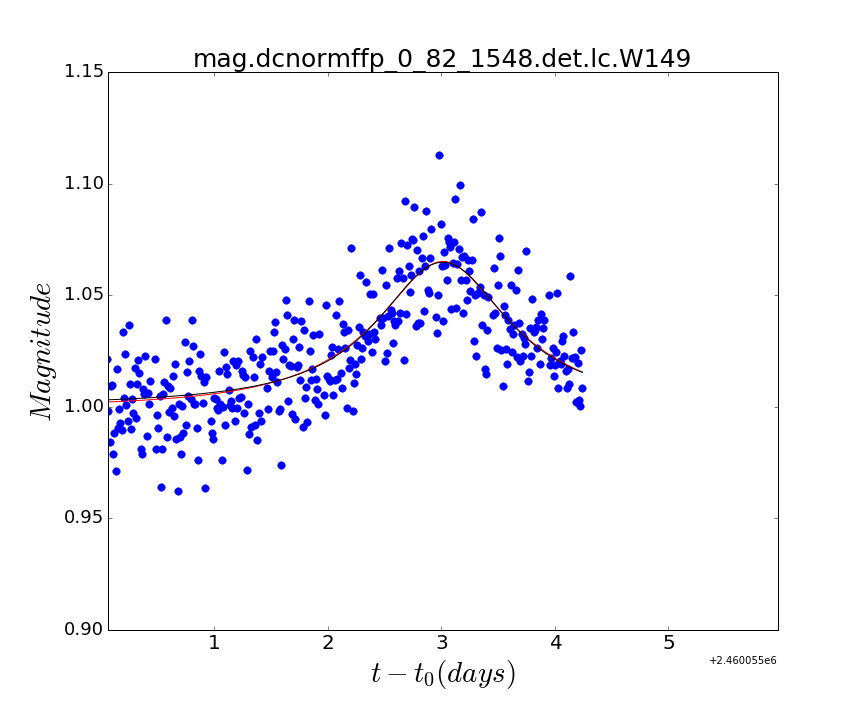 mag.dcnormffp_0_82_1548.det.lc.W149
1.15
1.10
1.05
1.00
0.95
0.90
Magnitude
1 2 3 4 5
+2.460055e6
t − t₀(days)